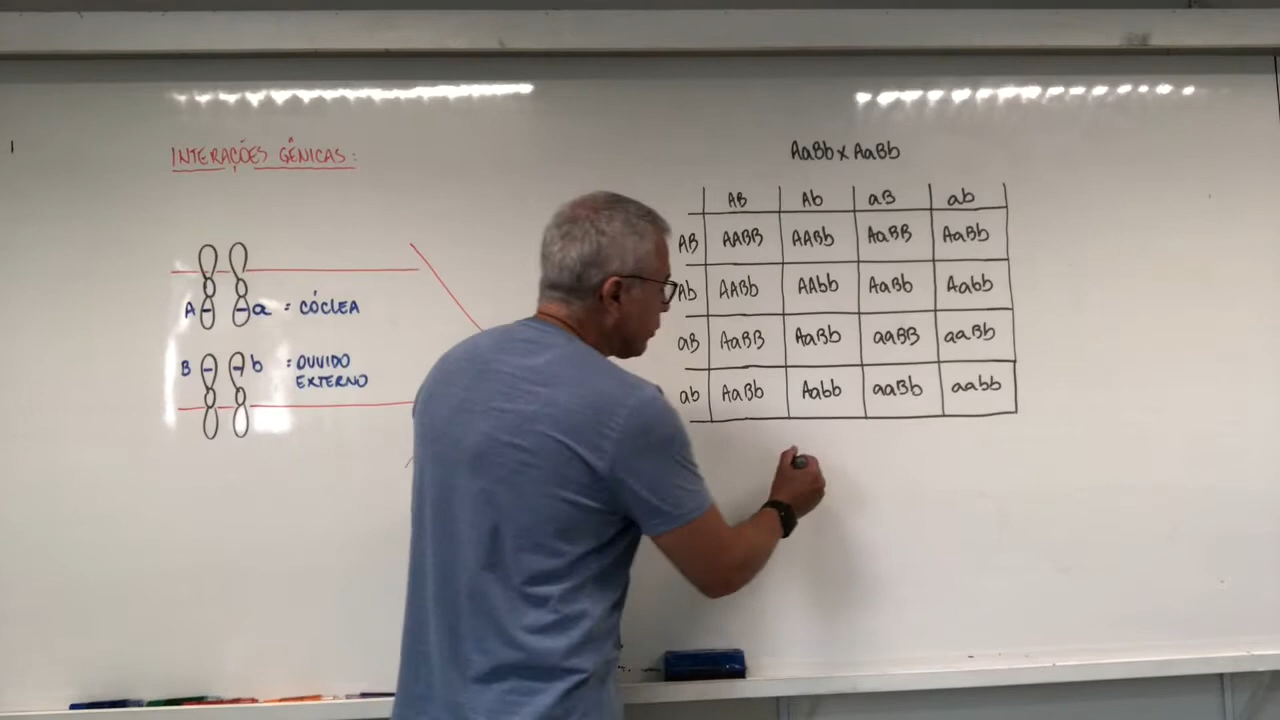 INTERAÇÕES GÊNICAS:
A a = CÓCLEA
B b = OUVIDO
EXTERNO
AaBb x AaBb
AB Ab aB ab
AB AABB AABb AaBB AaBb
Ab AABb AAbb AaBb Aabb
aB AaBB AaBb aaBB aaBb
ab AaBb Aabb aaBb aabb